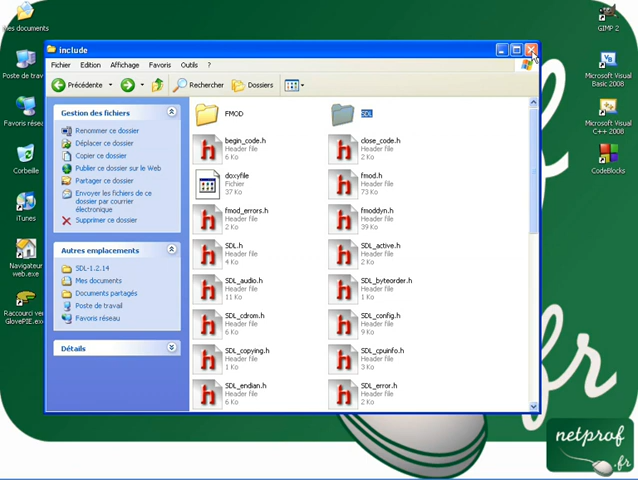 include
Fichier Edition Affichage Favoris Outils ?
Précédente Rechercher Dossiers
Gestion des fichiers
Renommer ce dossier
Déplacer ce dossier
Copier ce dossier
Publier ce dossier sur le Web
Partager ce dossier
Envoyer les fichiers de ce
dossier par courrier
électronique
Supprimer ce dossier
Autres emplacements
SDL-1.2.14
Mes documents
Documents partagés
Poste de travail
Favoris réseau
Détails
FMOD
SDL
begin_code.h
Header file
6 Ko
close_code.h
Header file
2 Ko
doxyfile
Fichier
37 Ko
fmod.h
Header file
73 Ko
fmod_errors.h
Header file
2 Ko
fmoddyn.h
Header file
39 Ko
SDL.h
Header file
4 Ko
SDL_active.h
Header file
2 Ko
SDL_audio.h
Header file
11 Ko
SDL_byteorder.h
Header file
2 Ko
SDL_cdrom.h
Header file
6 Ko
SDL_config.h
Header file
9 Ko
SDL_copying.h
Header file
1 Ko
SDL_cpuinfo.h
Header file
3 Ko
SDL_endian.h
Header file
6 Ko
SDL_error.h
Header file
2 Ko
Mes documents
Poste de trav
Favoris rése
Corbeille
iTunes
Navigateur
web.exe
Raccourci ve
GlovePIE.ex
GIMP 2
Microsoft Visual
Basic 2008
Microsoft Visual
C++ 2008
CodeBlocks
.fr
netprof
.fr